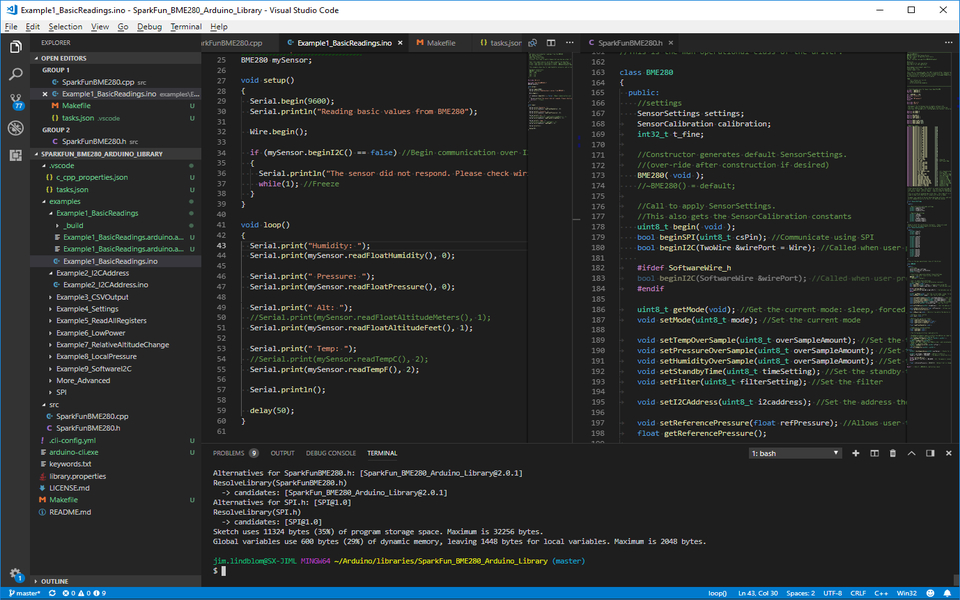 Example1_BasicReadings.ino - SparkFun_BME280_Arduino_Library - Visual Studio Code
File Edit Selection View Go Debug Terminal Help
EXPLORER
OPEN EDITORS
GROUP 1
SparkFunBME280.cpp src
Example1_BasicReadings.ino examples\E...
Makefile U
tasks.json .vscode U
GROUP 2
SparkFunBME280.h src
SPARKFUN_BME280_ARDUINO_LIBRARY
.vscode
c_cpp_properties.json U
tasks.json U
examples
Example1_BasicReadings
_build
Example1_BasicReadings.arduino.a... U
Example1_BasicReadings.arduino.a... U
Example1_BasicReadings.ino
Example2_I2CAddress
Example2_I2CAddress.ino
Example3_CSVOutput
Example4_Settings
Example5_ReadAllRegisters
Example6_LowPower
Example7_RelativeAltitudeChange
Example8_LocalPressure
Example9_SoftwareI2C
More_Advanced
SPI
src
SparkFunBME280.cpp
SparkFunBME280.h
.cli-config.yml U
arduino-cli.exe U
keywords.txt
library.properties
LICENSE.md
Makefile U
README.md
OUTLINE
77
1
rkFunBME280.cpp
Example1_BasicReadings.ino
Makefile
tasks.json
25 BME280 mySensor;
26
27 void setup()
28 {
29 Serial.begin(9600);
30 Serial.println("Reading basic values from BME280");
31
32 Wire.begin();
33
34 if (mySensor.beginI2C() == false) //Begin communication over I
35 {
36 Serial.println("The sensor did not respond. Please check wir
37 while(1); //Freeze
38 }
39 }
40
41 void loop()
42 {
43 Serial.print("Humidity: ");
44 Serial.print(mySensor.readFloatHumidity(), 0);
45
46 Serial.print(" Pressure: ");
47 Serial.print(mySensor.readFloatPressure(), 0);
48
49 Serial.print(" Alt: ");
50 //Serial.print(mySensor.readFloatAltitudeMeters(), 1);
51 Serial.print(mySensor.readFloatAltitudeFeet(), 1);
52
53 Serial.print(" Temp: ");
54 //Serial.print(mySensor.readTempC(), 2);
55 Serial.print(mySensor.readTempF(), 2);
56
57 Serial.println();
58
59 delay(50);
60 }
61
SparkFunBME280.h
162
163 class BME280
164 {
165 public:
166 //settings
167 SensorSettings settings;
168 SensorCalibration calibration;
169 int32_t t_fine;
170
171 //Constructor generates default SensorSettings.
172 //(over-ride after construction if desired)
173 BME280( void );
174 //~BME280() = default;
175
176 //Call to apply SensorSettings.
177 //This also gets the SensorCalibration constants
178 uint8_t begin( void );
179 bool beginSPI(uint8_t csPin); //Communicate using SPI
180 bool beginI2C(TwoWire &wirePort = Wire); //Called when user
181
182 #ifdef SoftwareWire_h
183 bool beginI2C(SoftwareWire &wirePort); //Called when user pr
184 #endif
185
186 uint8_t getMode(void); //Get the current mode: sleep, forced
187 void setMode(uint8_t mode); //Set the current mode
188
189 void setTempOverSample(uint8_t overSampleAmount); //Set the
190 void setPressureOverSample(uint8_t overSampleAmount); //Set
191 void setHumidityOverSample(uint8_t overSampleAmount); //Set
192 void setStandbyTime(uint8_t timeSetting); //Set the standby
193 void setFilter(uint8_t filterSetting); //Set the filter
194
195 void setI2CAddress(uint8_t i2caddress); //Set the address the
196
197 void setReferencePressure(float refPressure); //Allows user
198 float getReferencePressure();
PROBLEMS 9 OUTPUT DEBUG CONSOLE TERMINAL 1: bash
Alternatives for SparkFunBME280.h: [SparkFun_BME280_Arduino_Library@2.0.1]
ResolveLibrary(SparkFunBME280.h)
-> candidates: [SparkFun_BME280_Arduino_Library@2.0.1]
Alternatives for SPI.h: [SPI@1.0]
ResolveLibrary(SPI.h)
-> candidates: [SPI@1.0]
Sketch uses 11324 bytes (35%) of program storage space. Maximum is 32256 bytes.
Global variables use 600 bytes (29%) of dynamic memory, leaving 1448 bytes for local variables. Maximum is 2048 bytes.
jim.lindblom@SX-JIML MINGW64 ~/Arduino/libraries/SparkFun_BME280_Arduino_Library (master)
$
master* 0 0 9 loop() Ln 43, Col 30 Spaces: 2 UTF-8 CRLF C++ Win32